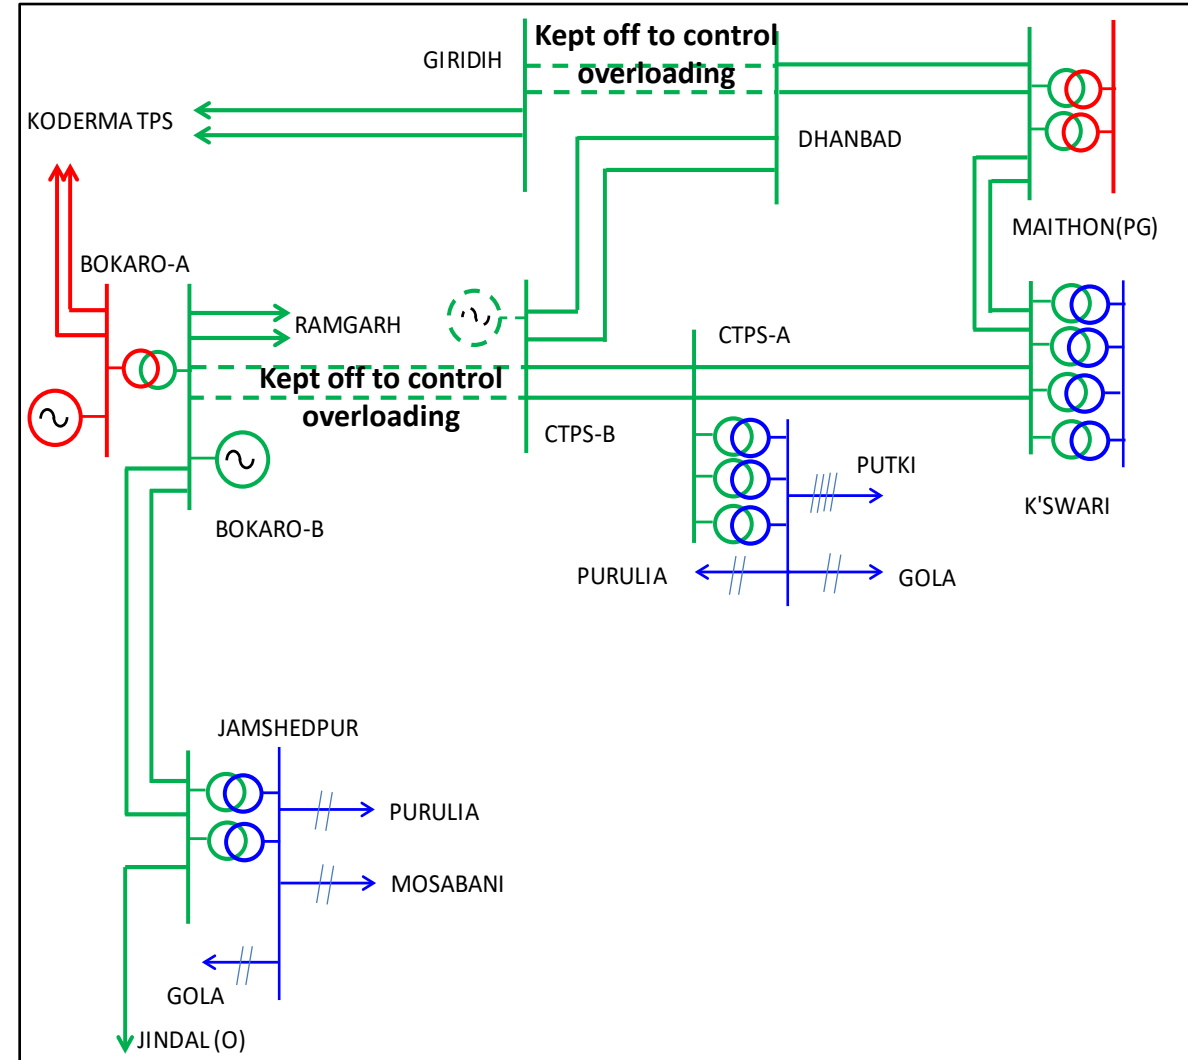 Kept off to control
overloading
GIRIDIH
KODERMA TPS
DHANBAD
MAITHON(PG)
BOKARO-A
RAMGARH
CTPS-A
Kept off to control
overloading
CTPS-B
PUTKI
K'SWARI
BOKARO-B
PURULIA
GOLA
JAMSHEDPUR
PURULIA
MOSABANI
GOLA
JINDAL (O)